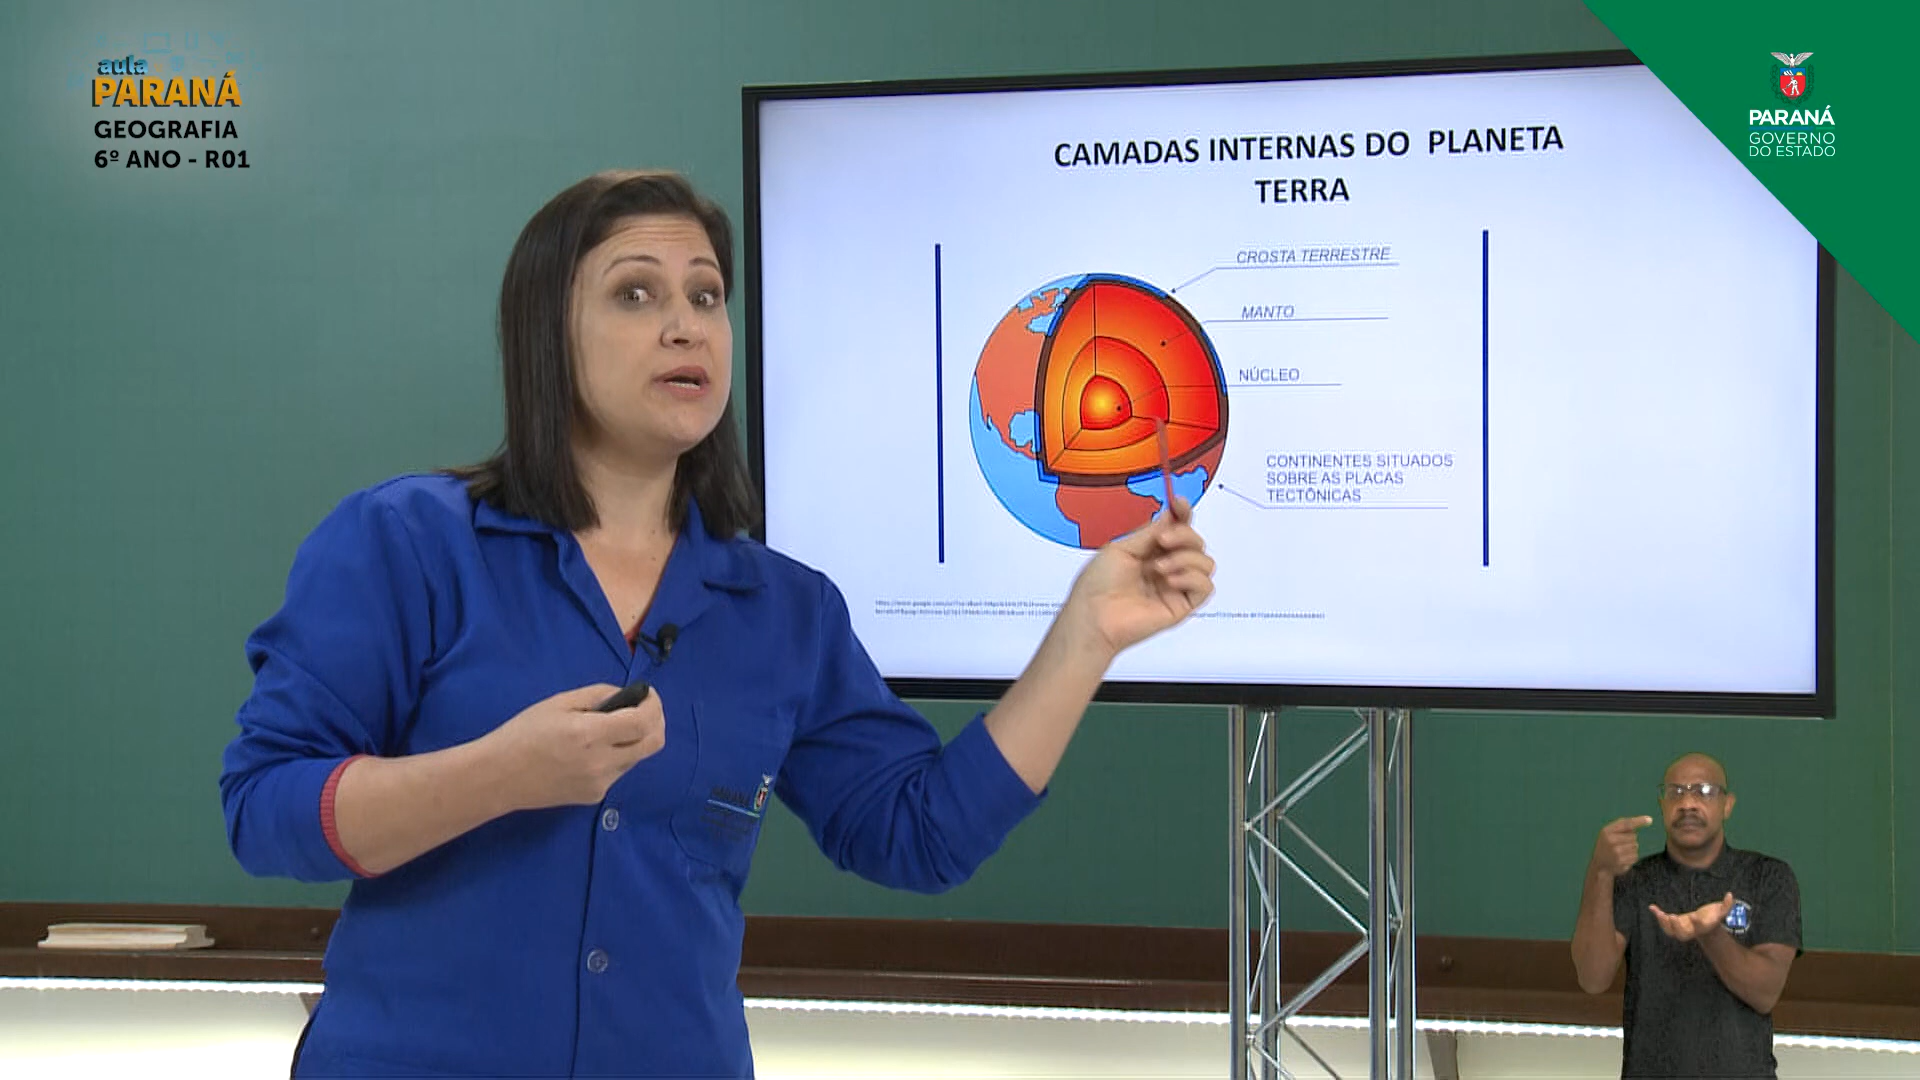 aula
PARANÁ
GEOGRAFIA
6º ANO - R01
PARANÁ
GOVERNO
DO ESTADO
CAMADAS INTERNAS DO PLANETA
TERRA
CROSTA TERRESTRE
MANTO
NÚCLEO
CONTINENTES SITUADOS
SOBRE AS PLACAS
TECTÔNICAS